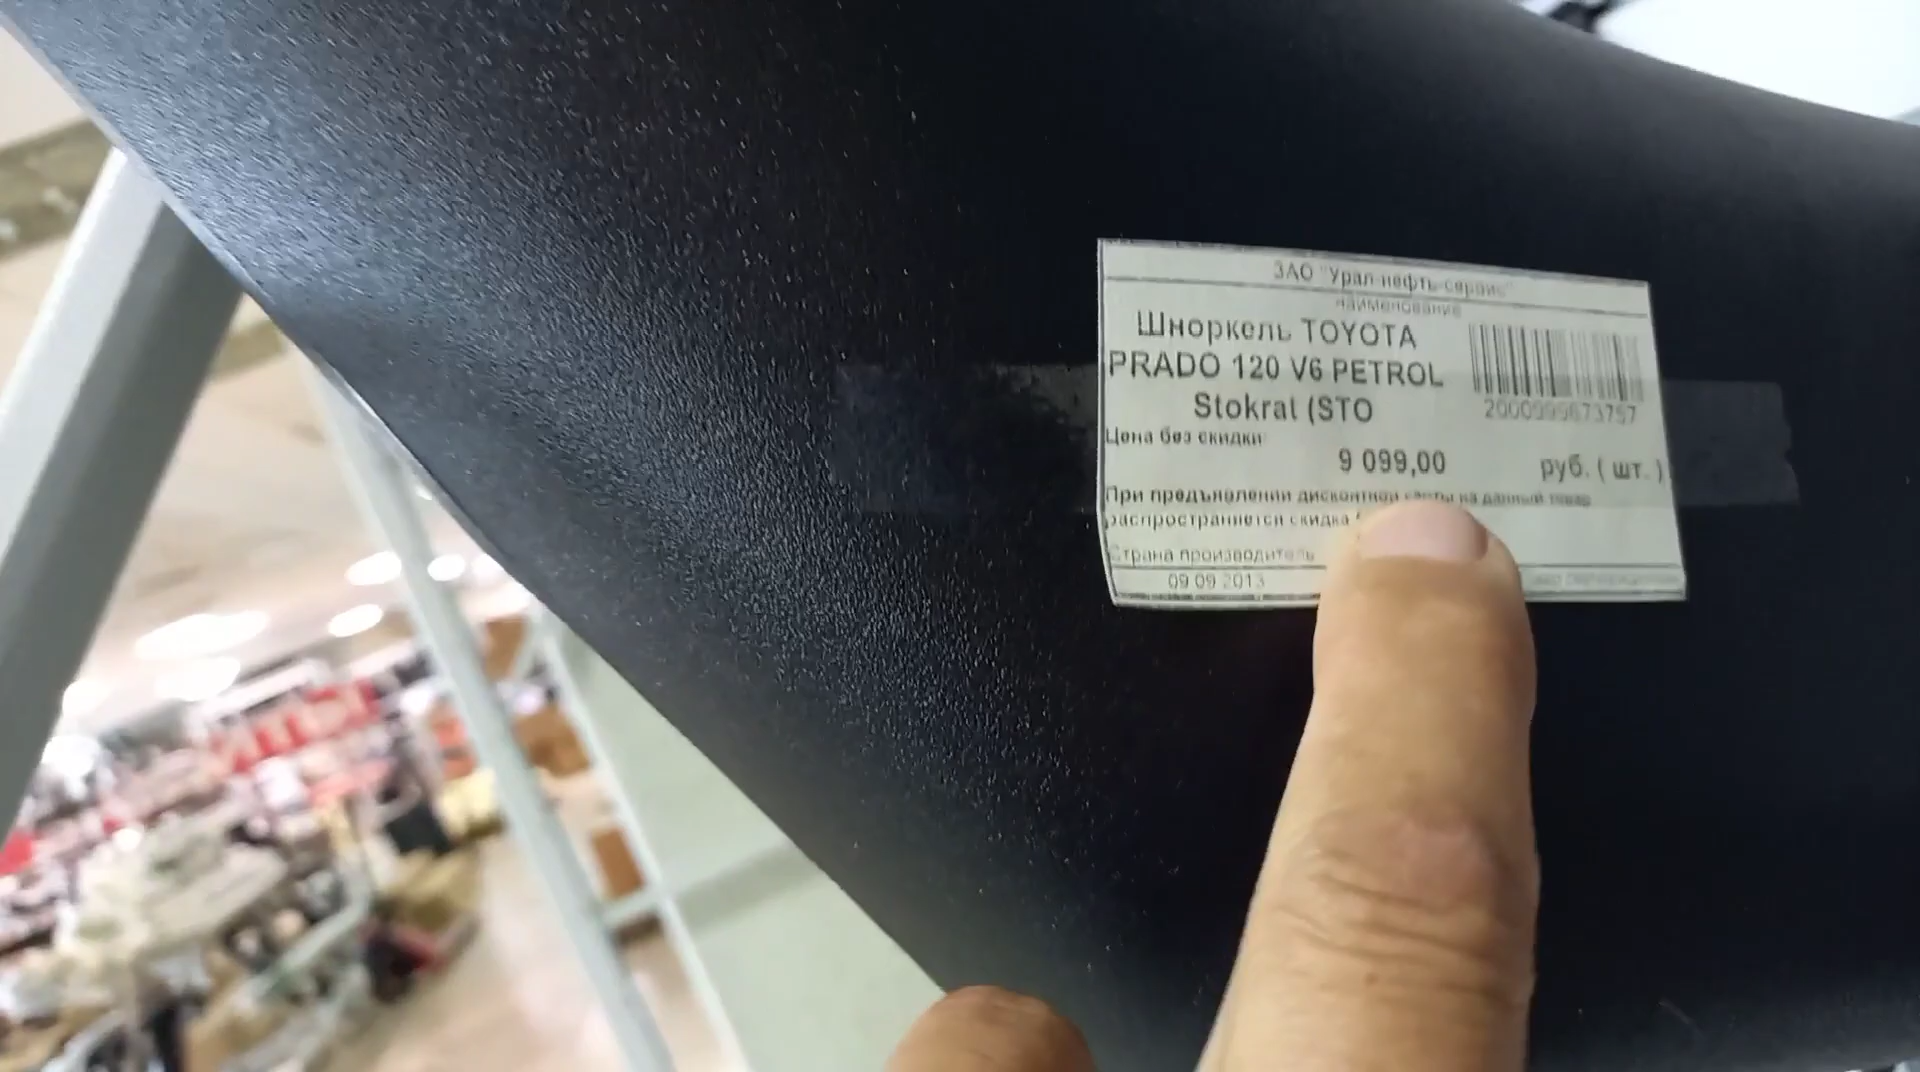 ЗАО "Урал-нефть-сервис"
наименование
Шноркель TOYOTA
PRADO 120 V6 PETROL
Stokrat (STO
2000995673757
Цена без скидки
9 099,00 руб. ( шт. )
При предъявлении дисконтной карты на данный товар
распространяется скидка
Страна производитель
09 09 2013